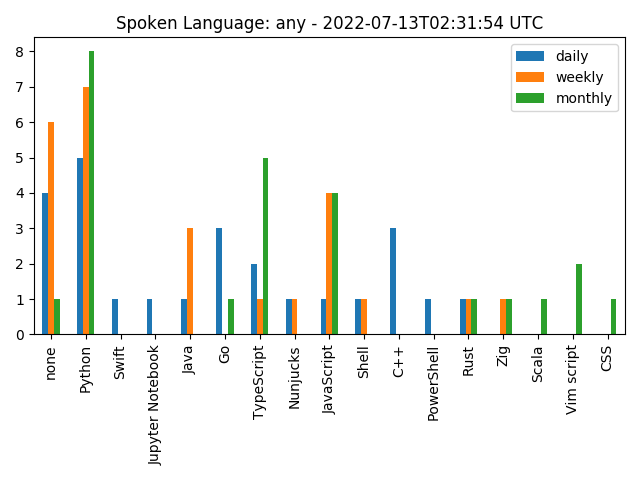 Spoken Language: any - 2022-07-13T02:31:54 UTC
daily
weekly
monthly
8
7
6
5
4
3
2
1
0
none
Python
Swift
Jupyter Notebook
Java
Go
TypeScript
Nunjucks
JavaScript
Shell
C++
PowerShell
Rust
Zig
Scala
Vim script
CSS